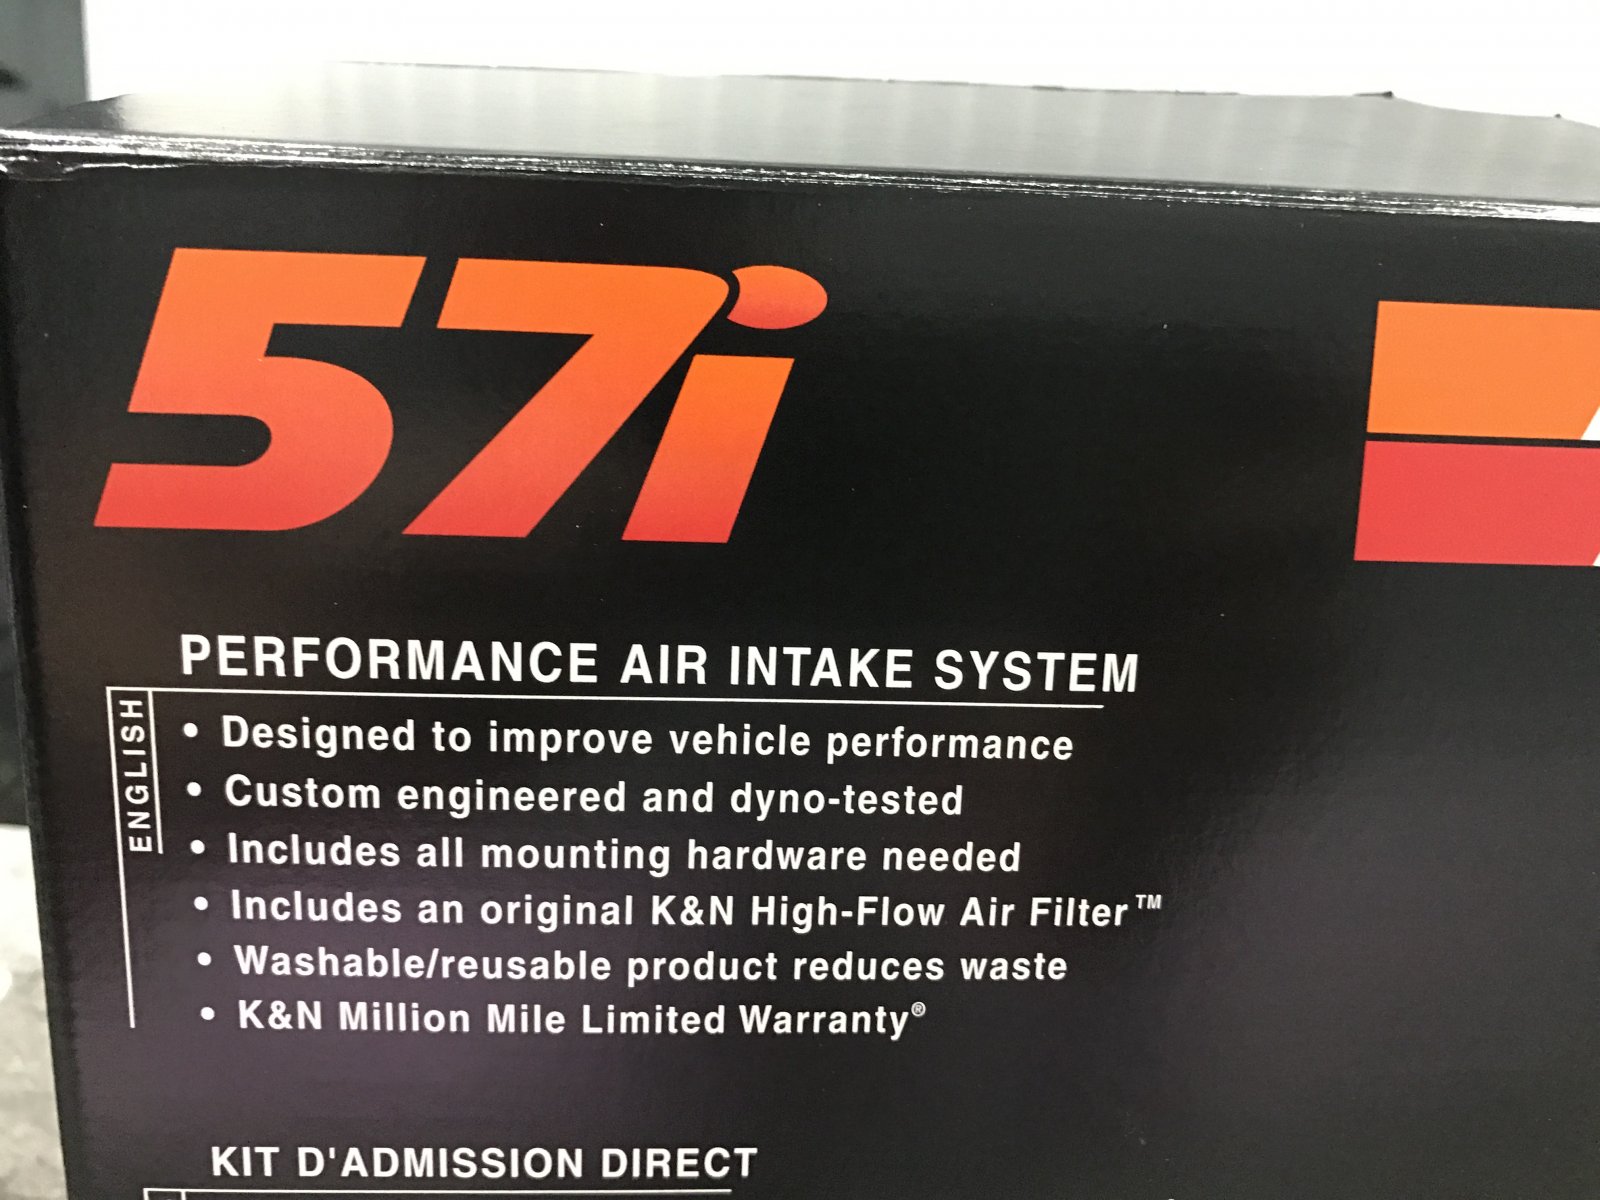 57i
PERFORMANCE AIR INTAKE SYSTEM
ENGLISH
• Designed to improve vehicle performance
• Custom engineered and dyno-tested
• Includes all mounting hardware needed
• Includes an original K&N High-Flow Air Filter™
• Washable/reusable product reduces waste
• K&N Million Mile Limited Warranty®
KIT D'ADMISSION DIRECT